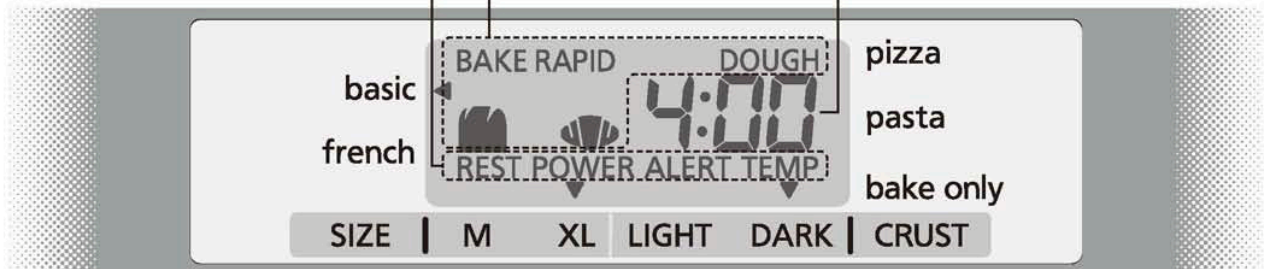 BAKE RAPID DOUGH
pizza
basic
4:00
pasta
french
REST POWER ALERT TEMP
bake only
SIZE M XL LIGHT DARK CRUST